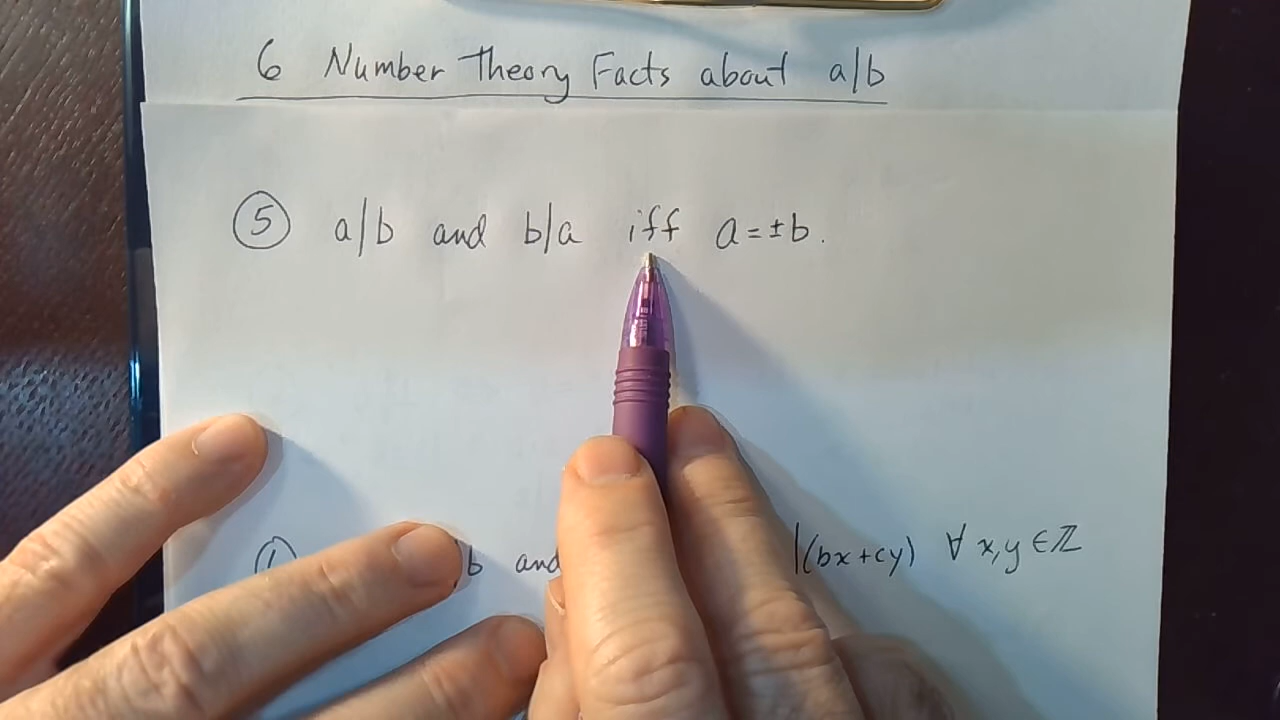 6 Number Theory Facts about a|b
⑤ a|b and b|a iff a=±b.
b and |(bx+cy) ∀ x,y ∈ ℤ